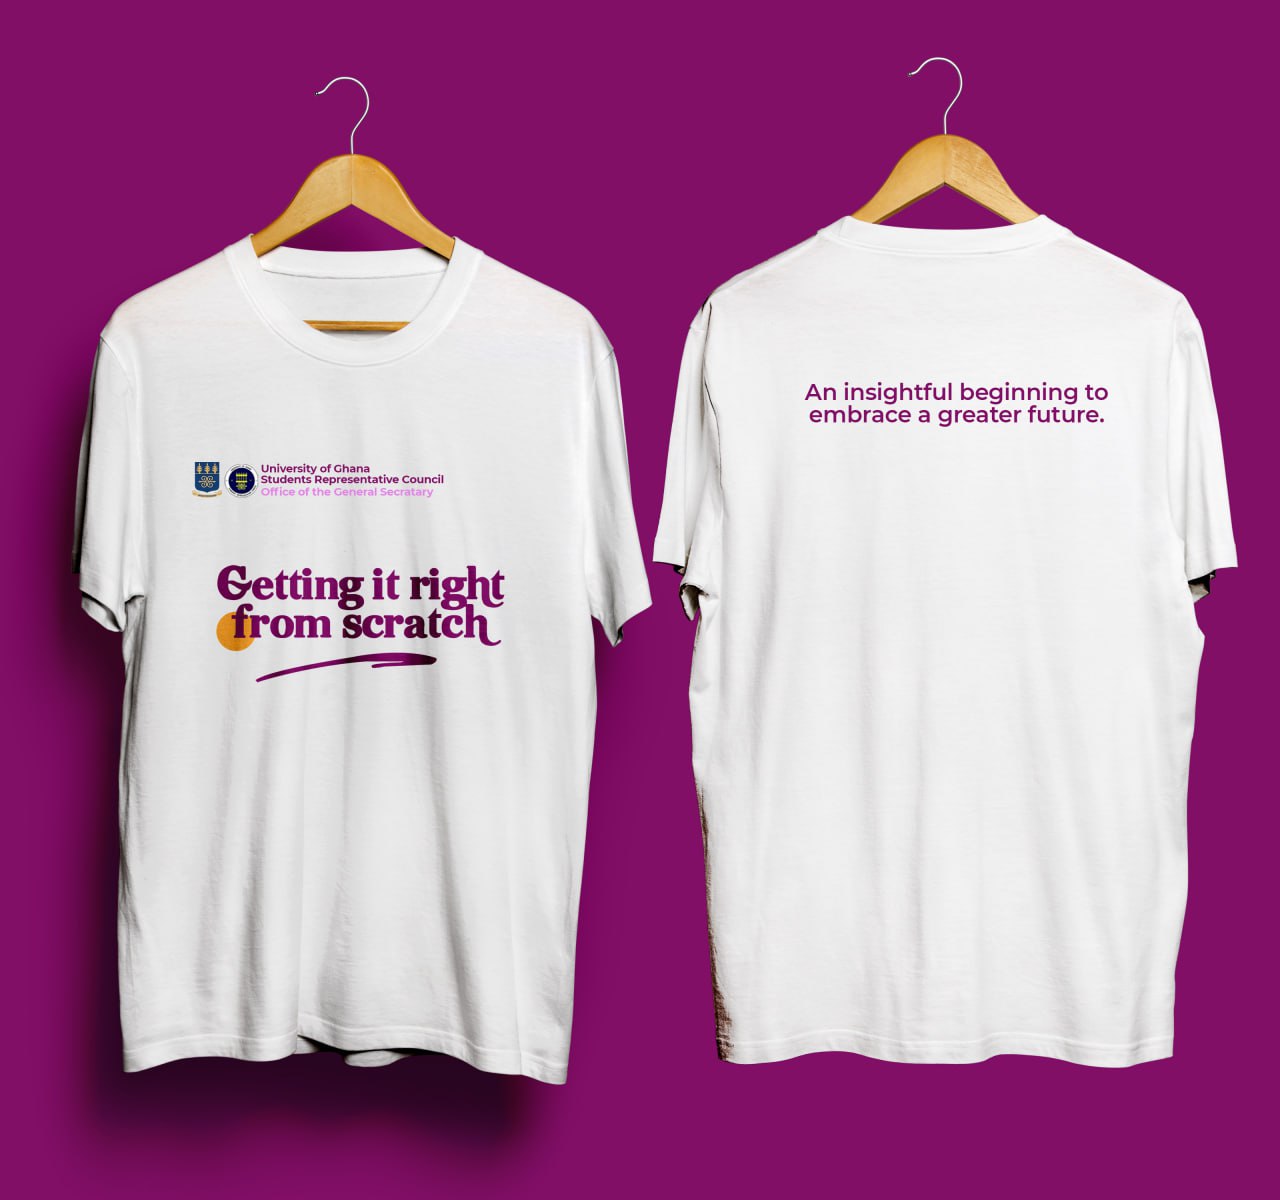 University of Ghana
Students Representative Council
Office of the General Secratary
Getting it right
from scratch
An insightful beginning to
embrace a greater future.